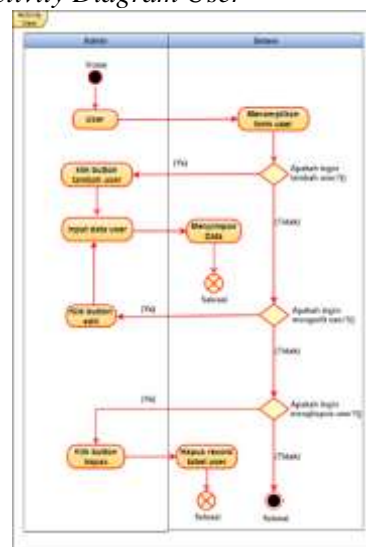 Activity Diagram User
Activity
User
Admin
Sistem
User
Menampilkan
form user
Klik button
tambah user
(Ya)
Apakah ingin
tambah user?()
Input data user
Menyimpan
Data
(Tidak)
Selesai
Klik button
edit
(Ya)
Apakah ingin
mengedit user?()
(Tidak)
(Ya)
Apakah ingin
menghapus user?()
Klik button
hapus
Hapus record
tabel user
(Tidak)
Selesai
Selesai